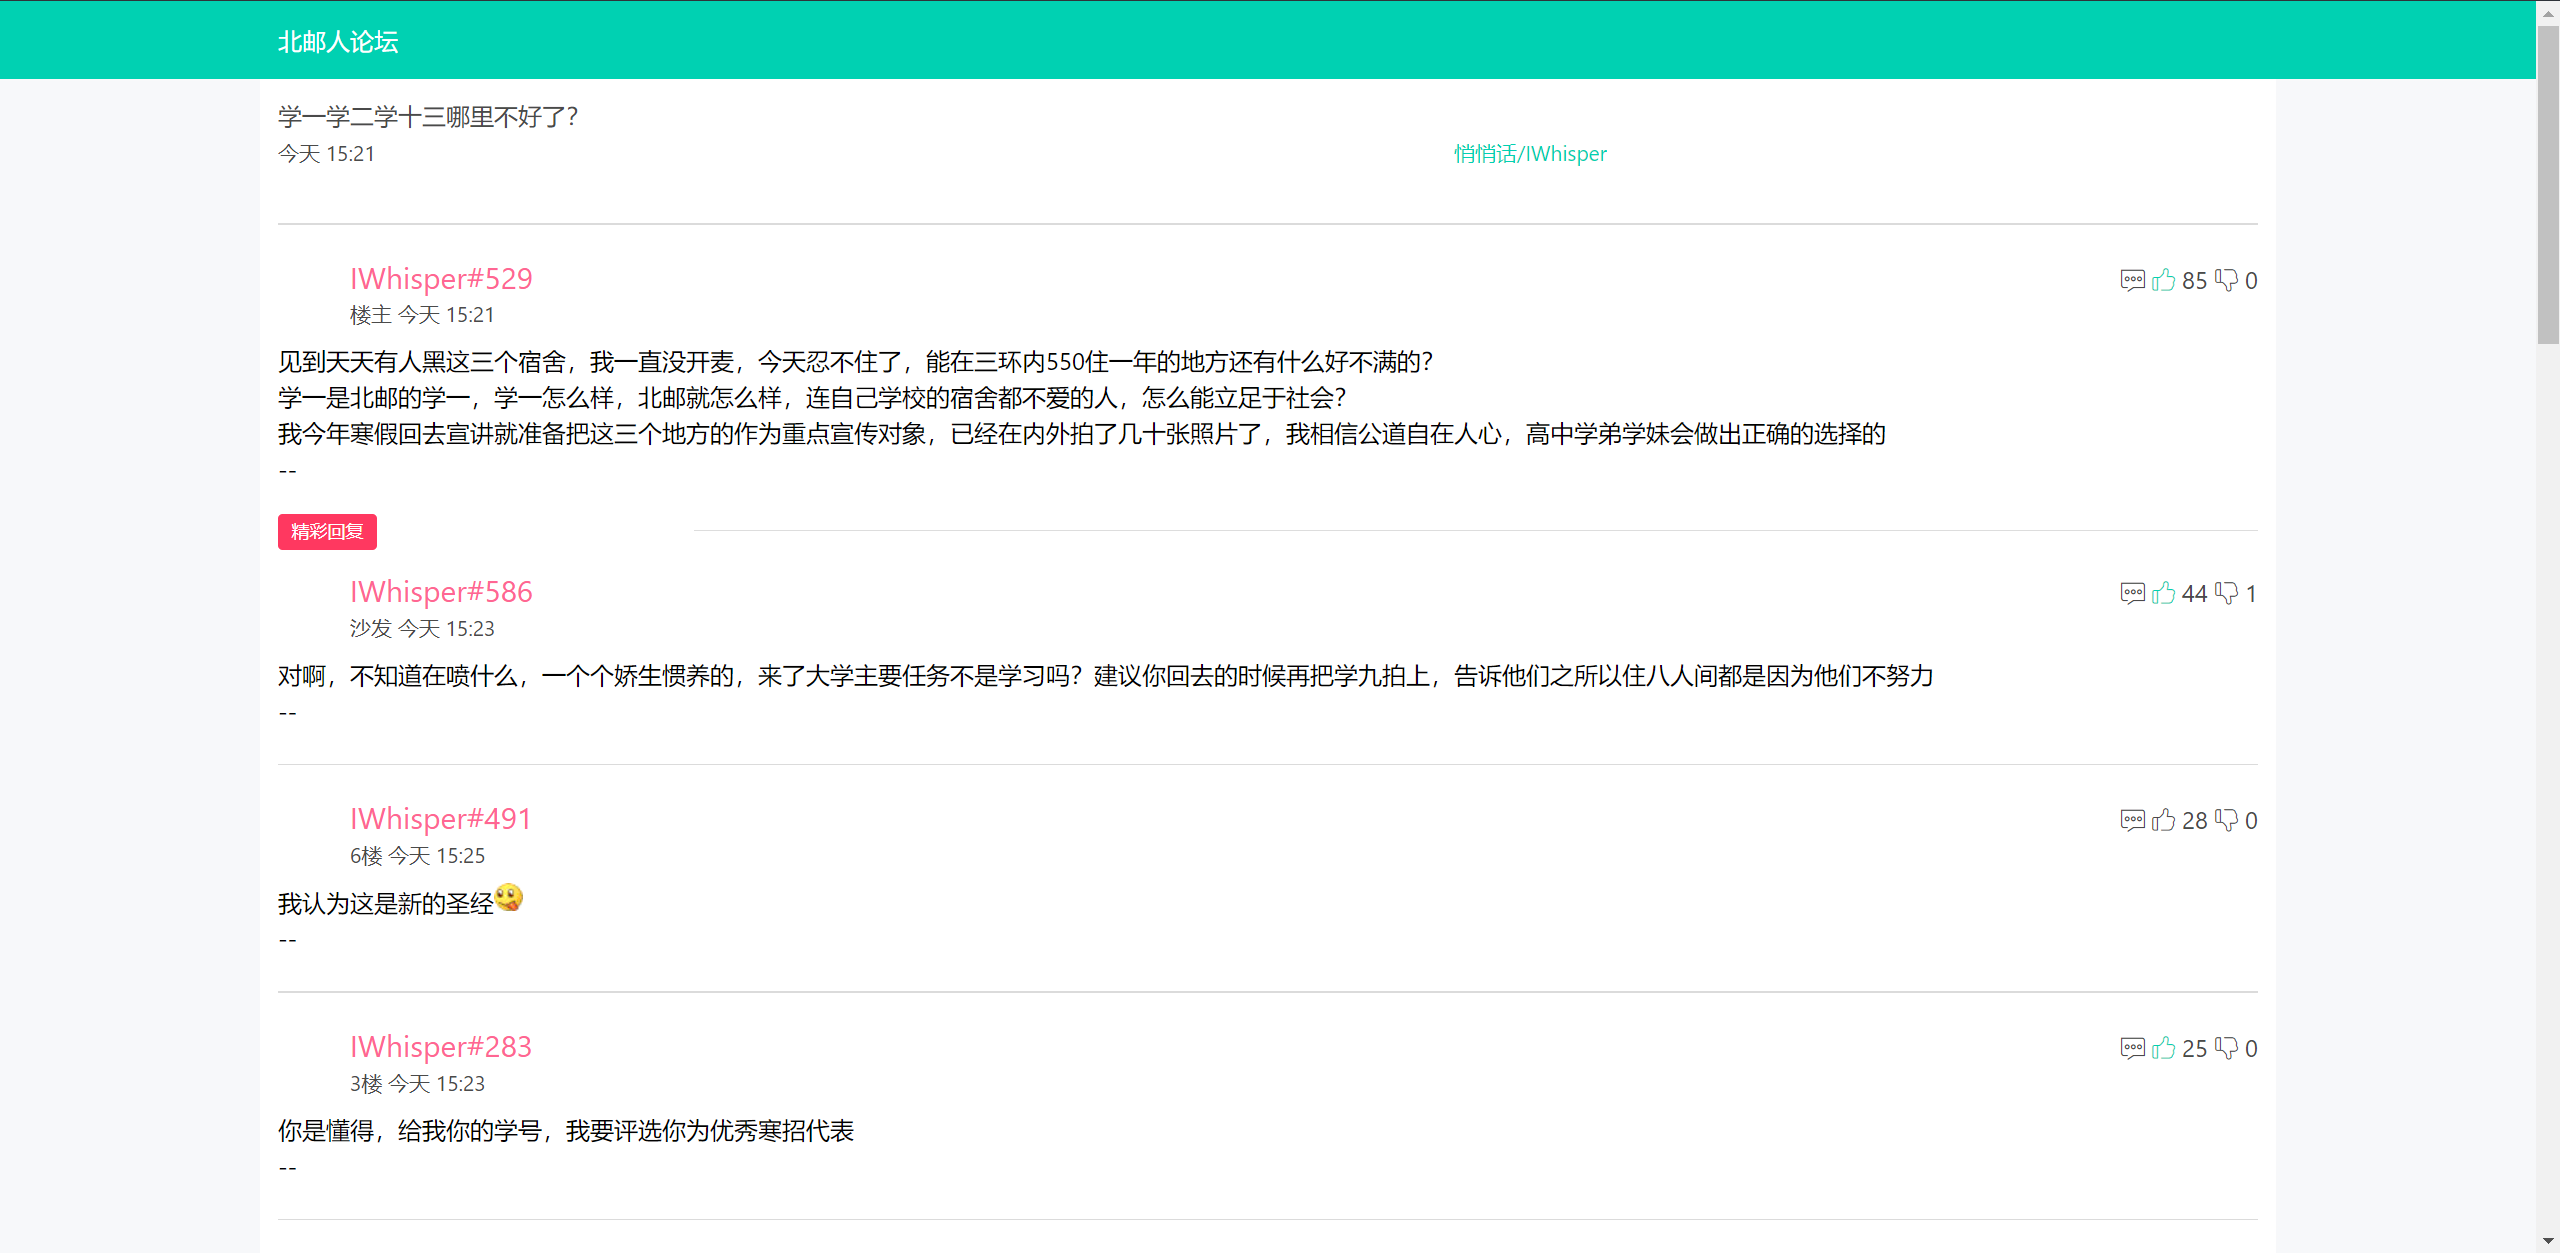 北邮人论坛
学一学二学十三哪里不好了？
今天 15:21
悄悄话/IWhisper
IWhisper#529
85 0
楼主 今天 15:21
见到天天有人黑这三个宿舍，我一直没开麦，今天忍不住了，能在三环内550住一年的地方还有什么好不满的？
学一是北邮的学一，学一怎么样，北邮就怎么样，连自己学校的宿舍都不爱的人，怎么能立足于社会？
我今年寒假回去宣讲就准备把这三个地方的作为重点宣传对象，已经在内外拍了几十张照片了，我相信公道自在人心，高中学弟学妹会做出正确的选择的
--
精彩回复
IWhisper#586
44 1
沙发 今天 15:23
对啊，不知道在喷什么，一个个娇生惯养的，来了大学主要任务不是学习吗？建议你回去的时候再把学九拍上，告诉他们之所以住八人间都是因为他们不努力
--
IWhisper#491
28 0
6楼 今天 15:25
我认为这是新的圣经
--
IWhisper#283
25 0
3楼 今天 15:23
你是懂得，给我你的学号，我要评选你为优秀寒招代表
--